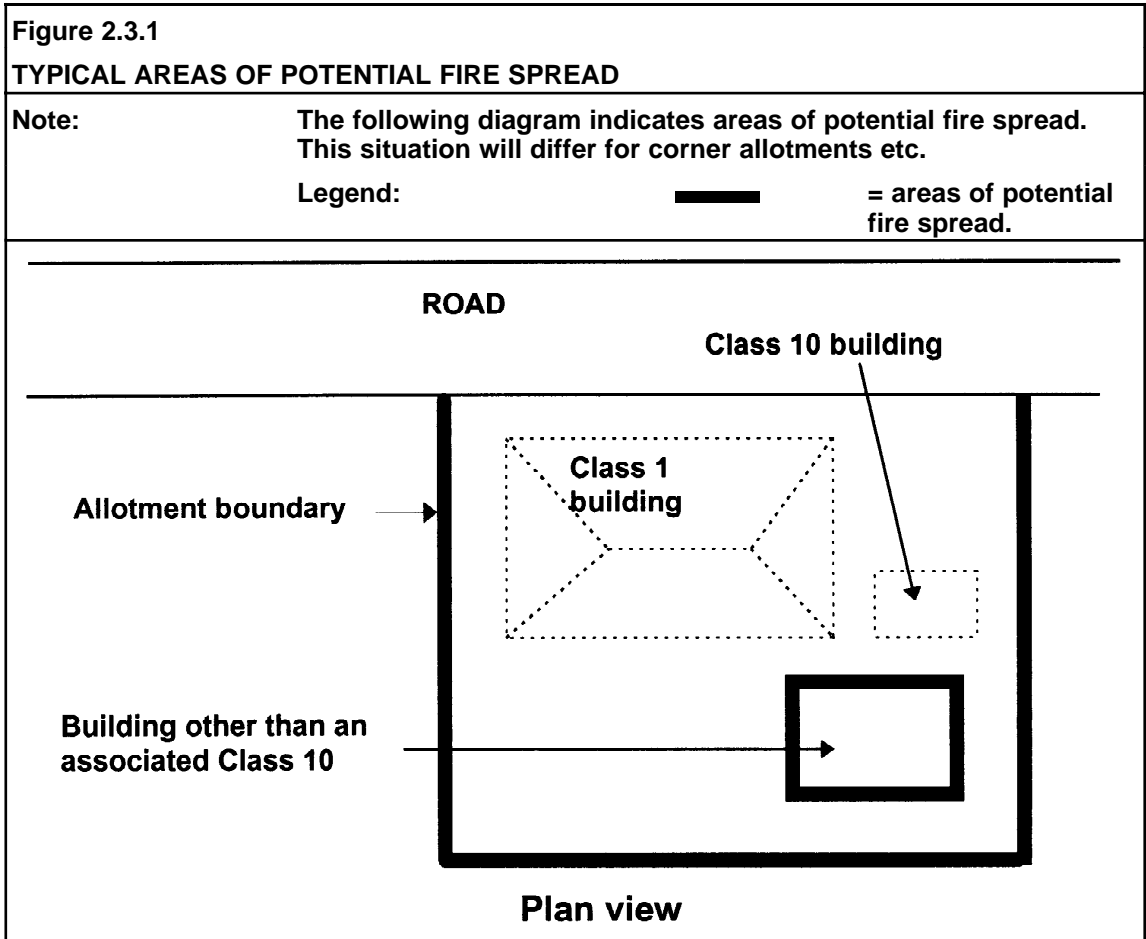 Figure 2.3.1
TYPICAL AREAS OF POTENTIAL FIRE SPREAD
Note: The following diagram indicates areas of potential fire spread.
This situation will differ for corner allotments etc.
Legend: = areas of potential
fire spread.
ROAD
Class 10 building
Class 1
building
Allotment boundary
Building other than an
associated Class 10
Plan view